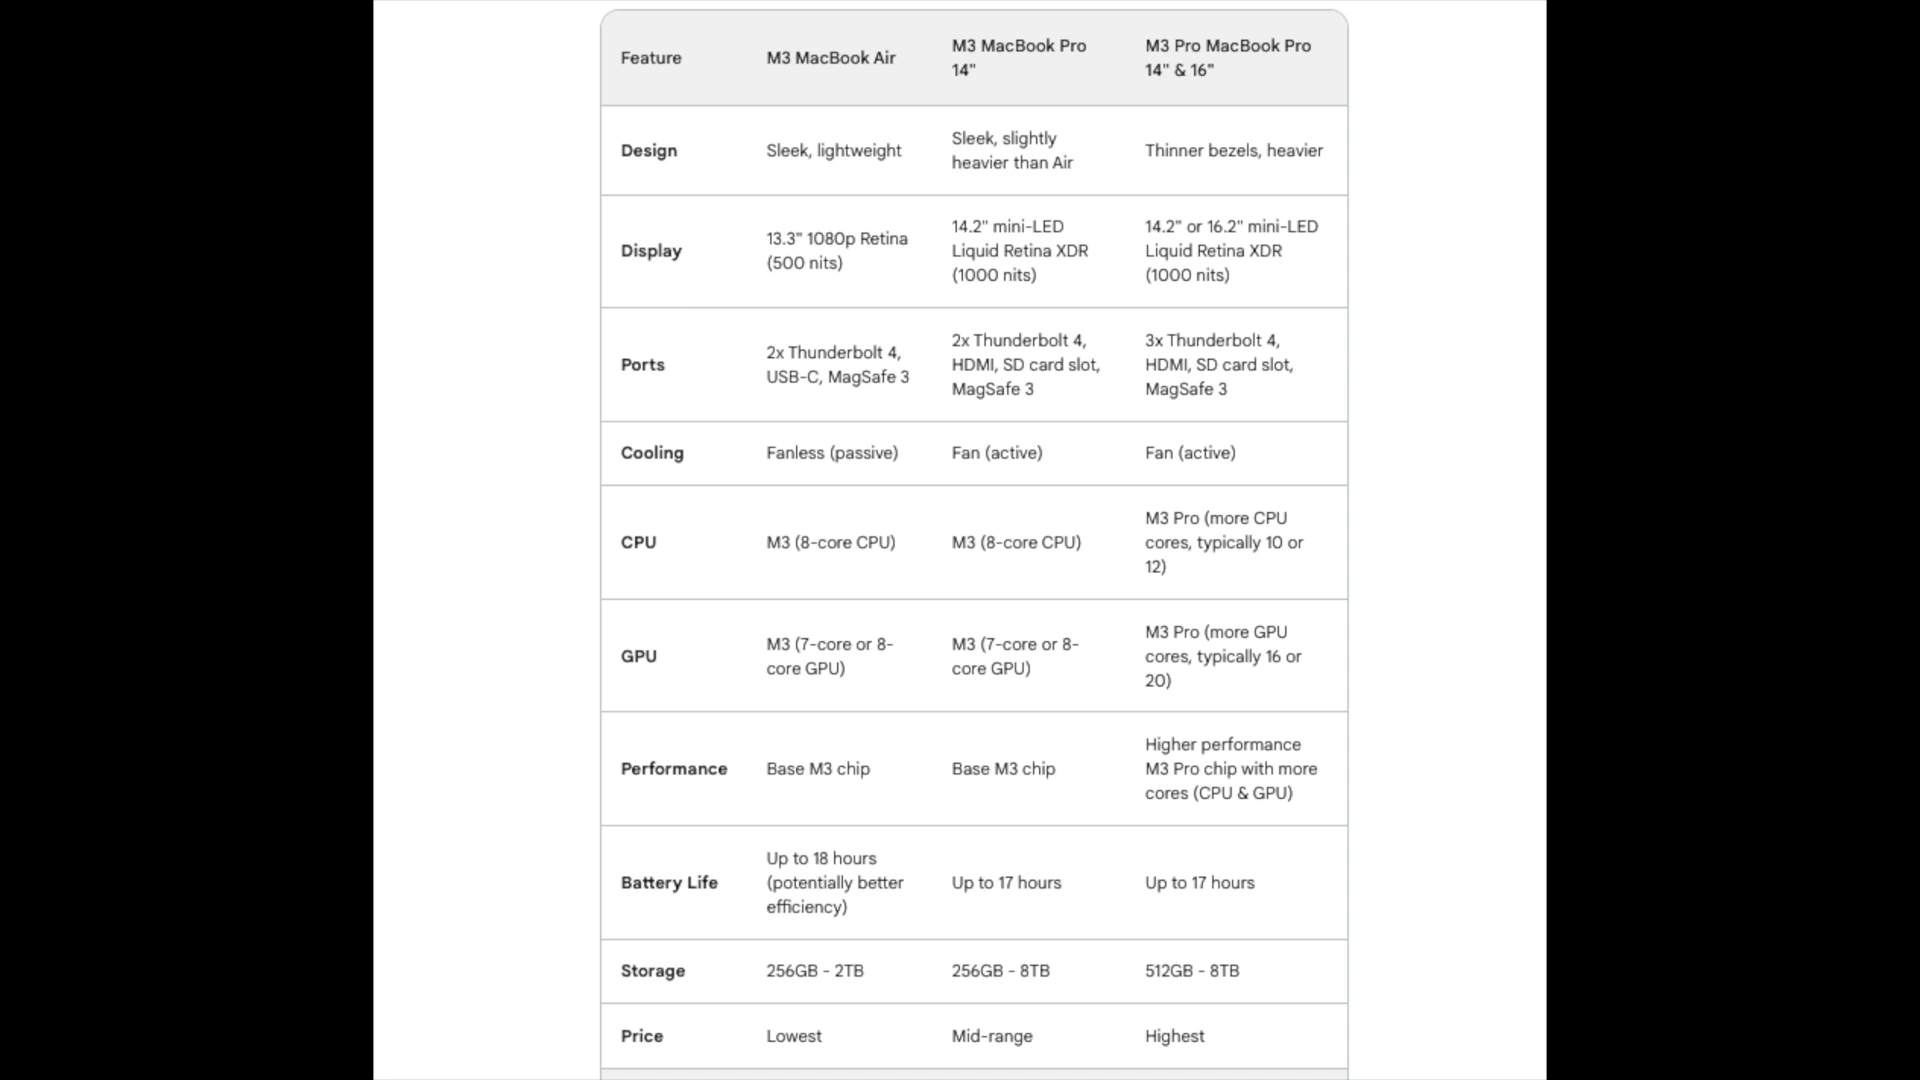 Feature
M3 MacBook Air
M3 MacBook Pro
14"
M3 Pro MacBook Pro
14" & 16"
Design
Sleek, lightweight
Sleek, slightly
heavier than Air
Thinner bezels, heavier
Display
13.3" 1080p Retina
(500 nits)
14.2" mini-LED
Liquid Retina XDR
(1000 nits)
14.2" or 16.2" mini-LED
Liquid Retina XDR
(1000 nits)
Ports
2x Thunderbolt 4,
USB-C, MagSafe 3
2x Thunderbolt 4,
HDMI, SD card slot,
MagSafe 3
3x Thunderbolt 4,
HDMI, SD card slot,
MagSafe 3
Cooling
Fanless (passive)
Fan (active)
Fan (active)
CPU
M3 (8-core CPU)
M3 (8-core CPU)
M3 Pro (more CPU
cores, typically 10 or
12)
GPU
M3 (7-core or 8-
core GPU)
M3 (7-core or 8-
core GPU)
M3 Pro (more GPU
cores, typically 16 or
20)
Performance
Base M3 chip
Base M3 chip
Higher performance
M3 Pro chip with more
cores (CPU & GPU)
Battery Life
Up to 18 hours
(potentially better
efficiency)
Up to 17 hours
Up to 17 hours
Storage
256GB - 2TB
256GB - 8TB
512GB - 8TB
Price
Lowest
Mid-range
Highest